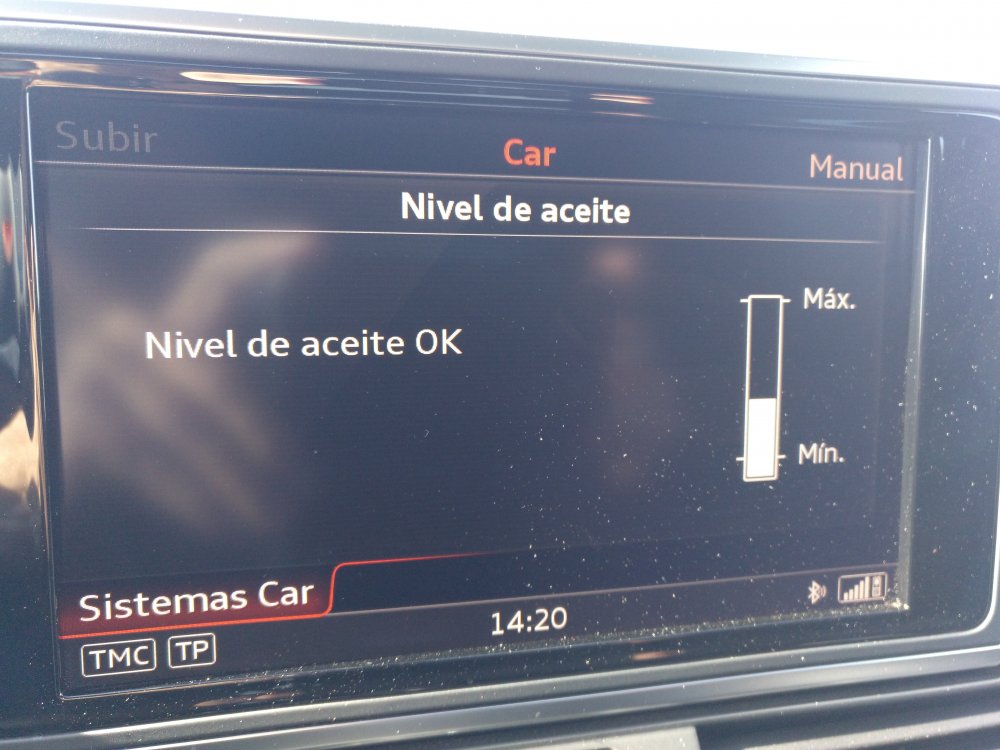 Subir
Car
Manual
Nivel de aceite
Nivel de aceite OK
Máx.
Mín.
Sistemas Car
14:20
TMC
TP